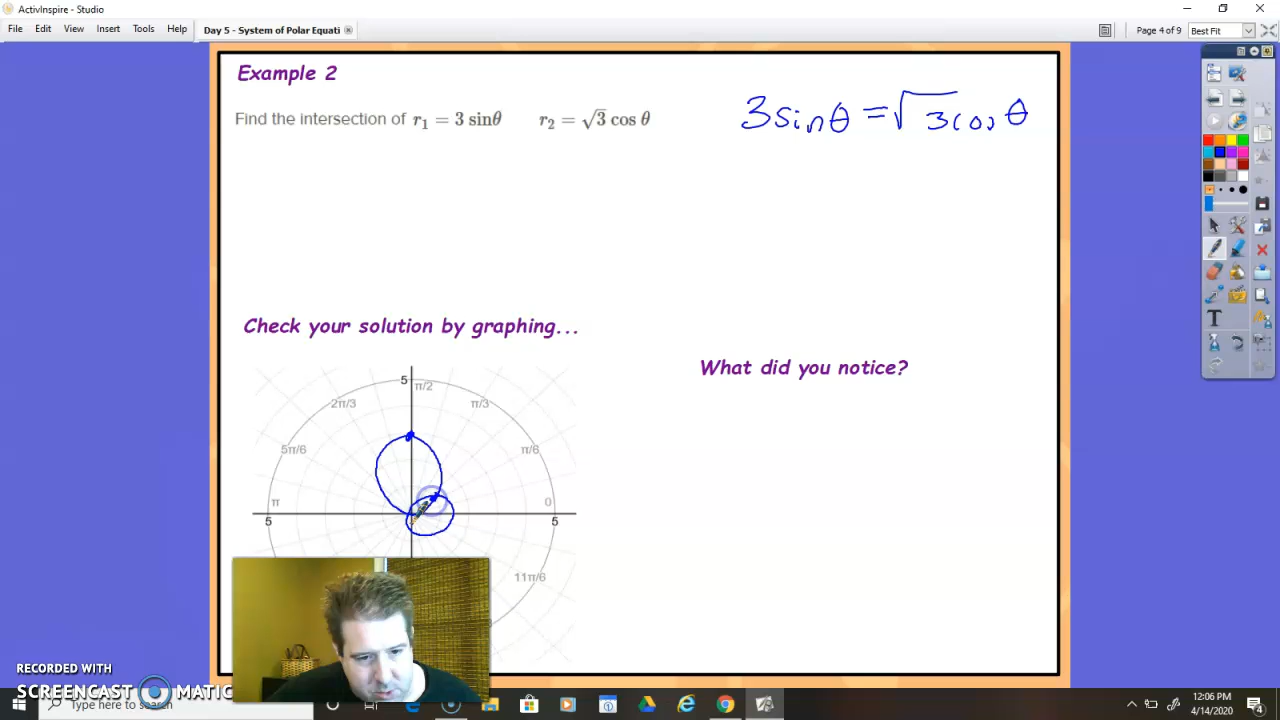 ActivInspire - Studio
File Edit View Insert Tools Help
Day 5 - System of Polar Equati
Page 4 of 9 Best Fit
Example 2
Find the intersection of r₁ = 3 sinθ r₂ = √3 cos θ
3sinθ = √3cosθ
Check your solution by graphing...
What did you notice?
5 π/2
2π/3 π/3
5π/6 π/6
π 0
5 5
11π/6
T
RECORDED WITH
SCREENCAST MATIC
Type here to search
12:06 PM
4/14/2020
4